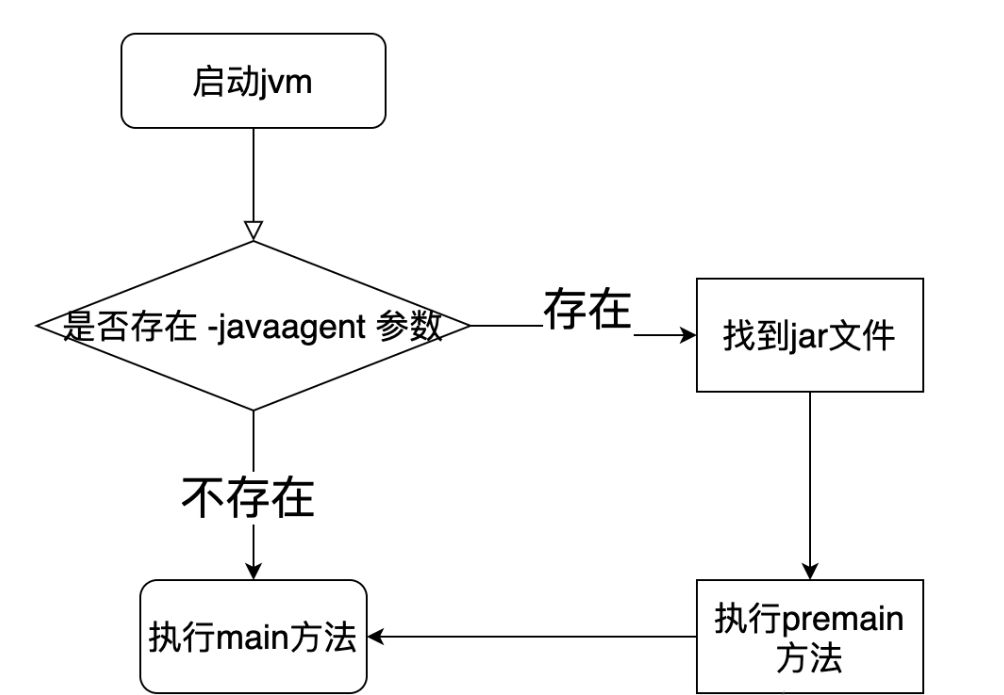 启动jvm
是否存在 -javaagent 参数
存在
找到jar文件
不存在
执行main方法
执行premain
方法